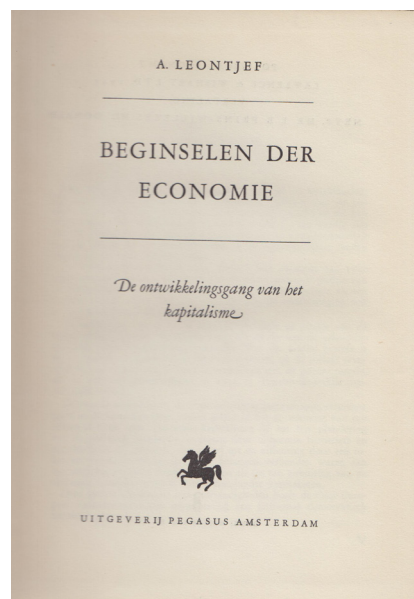 A. LEONTJEF
BEGINSELEN DER
ECONOMIE
De ontwikkelingsgang van het
kapitalisme
UITGEVERIJ PEGASUS AMSTERDAM